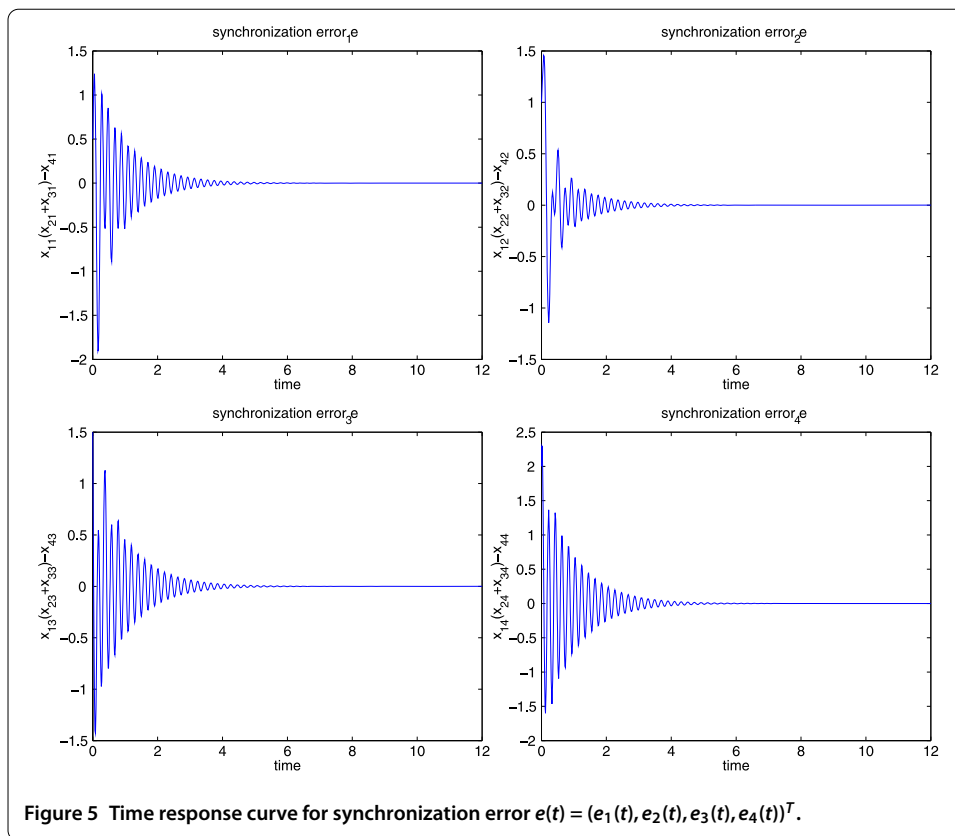 synchronization error₁e
1.5
1
0.5
0
−0.5
−1
−1.5
−2
x₁₁(x₂₁+x₃₁)−x₄₁
0 2 4 6 8 10 12
time
synchronization error₂e
1.5
1
0.5
0
−0.5
−1
−1.5
x₁₂(x₂₂+x₃₂)−x₄₂
0 2 4 6 8 10 12
time
synchronization error₃e
1.5
1
0.5
0
−0.5
−1
−1.5
x₁₃(x₂₃+x₃₃)−x₄₃
0 2 4 6 8 10 12
time
synchronization error₄e
2.5
2
1.5
1
0.5
0
−0.5
−1
−1.5
−2
x₁₄(x₂₄+x₃₄)−x₄₄
0 2 4 6 8 10 12
time
Figure 5 Time response curve for synchronization error e(t) = (e₁(t), e₂(t), e₃(t), e₄(t))ᵀ.